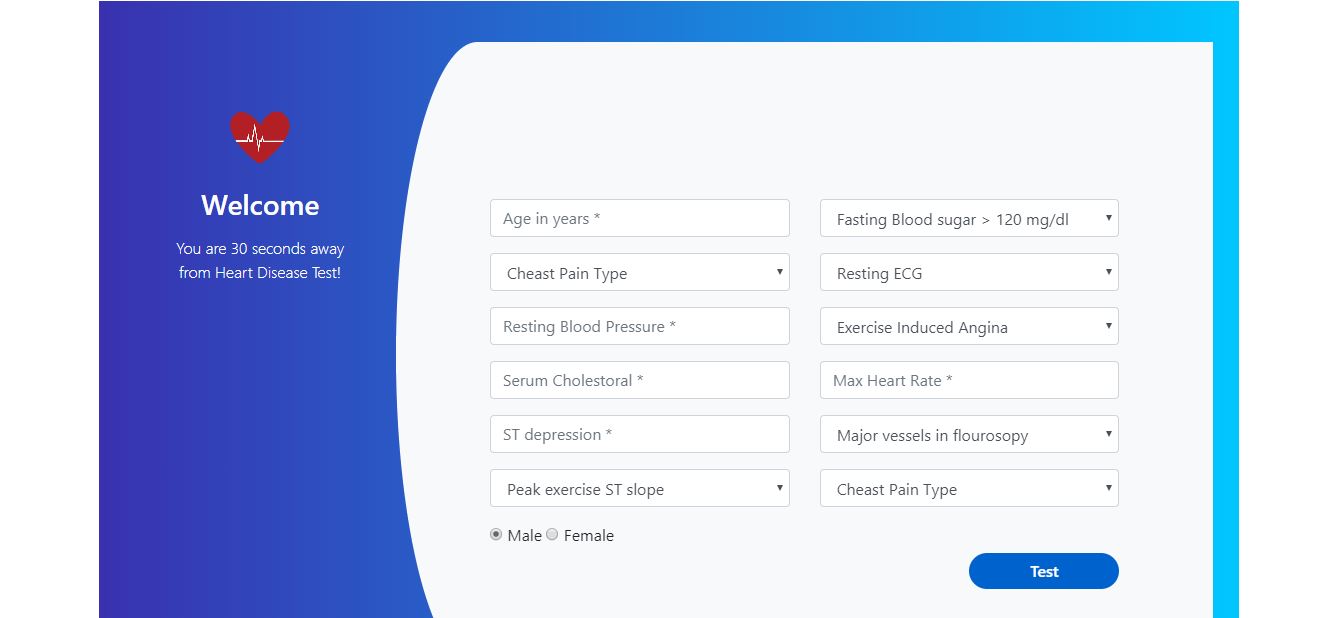 Welcome
You are 30 seconds away
from Heart Disease Test!
Age in years *
Fasting Blood sugar > 120 mg/dl
Cheast Pain Type
Resting ECG
Resting Blood Pressure *
Exercise Induced Angina
Serum Cholestoral *
Max Heart Rate *
ST depression *
Major vessels in flourosopy
Peak exercise ST slope
Cheast Pain Type
Male Female
Test